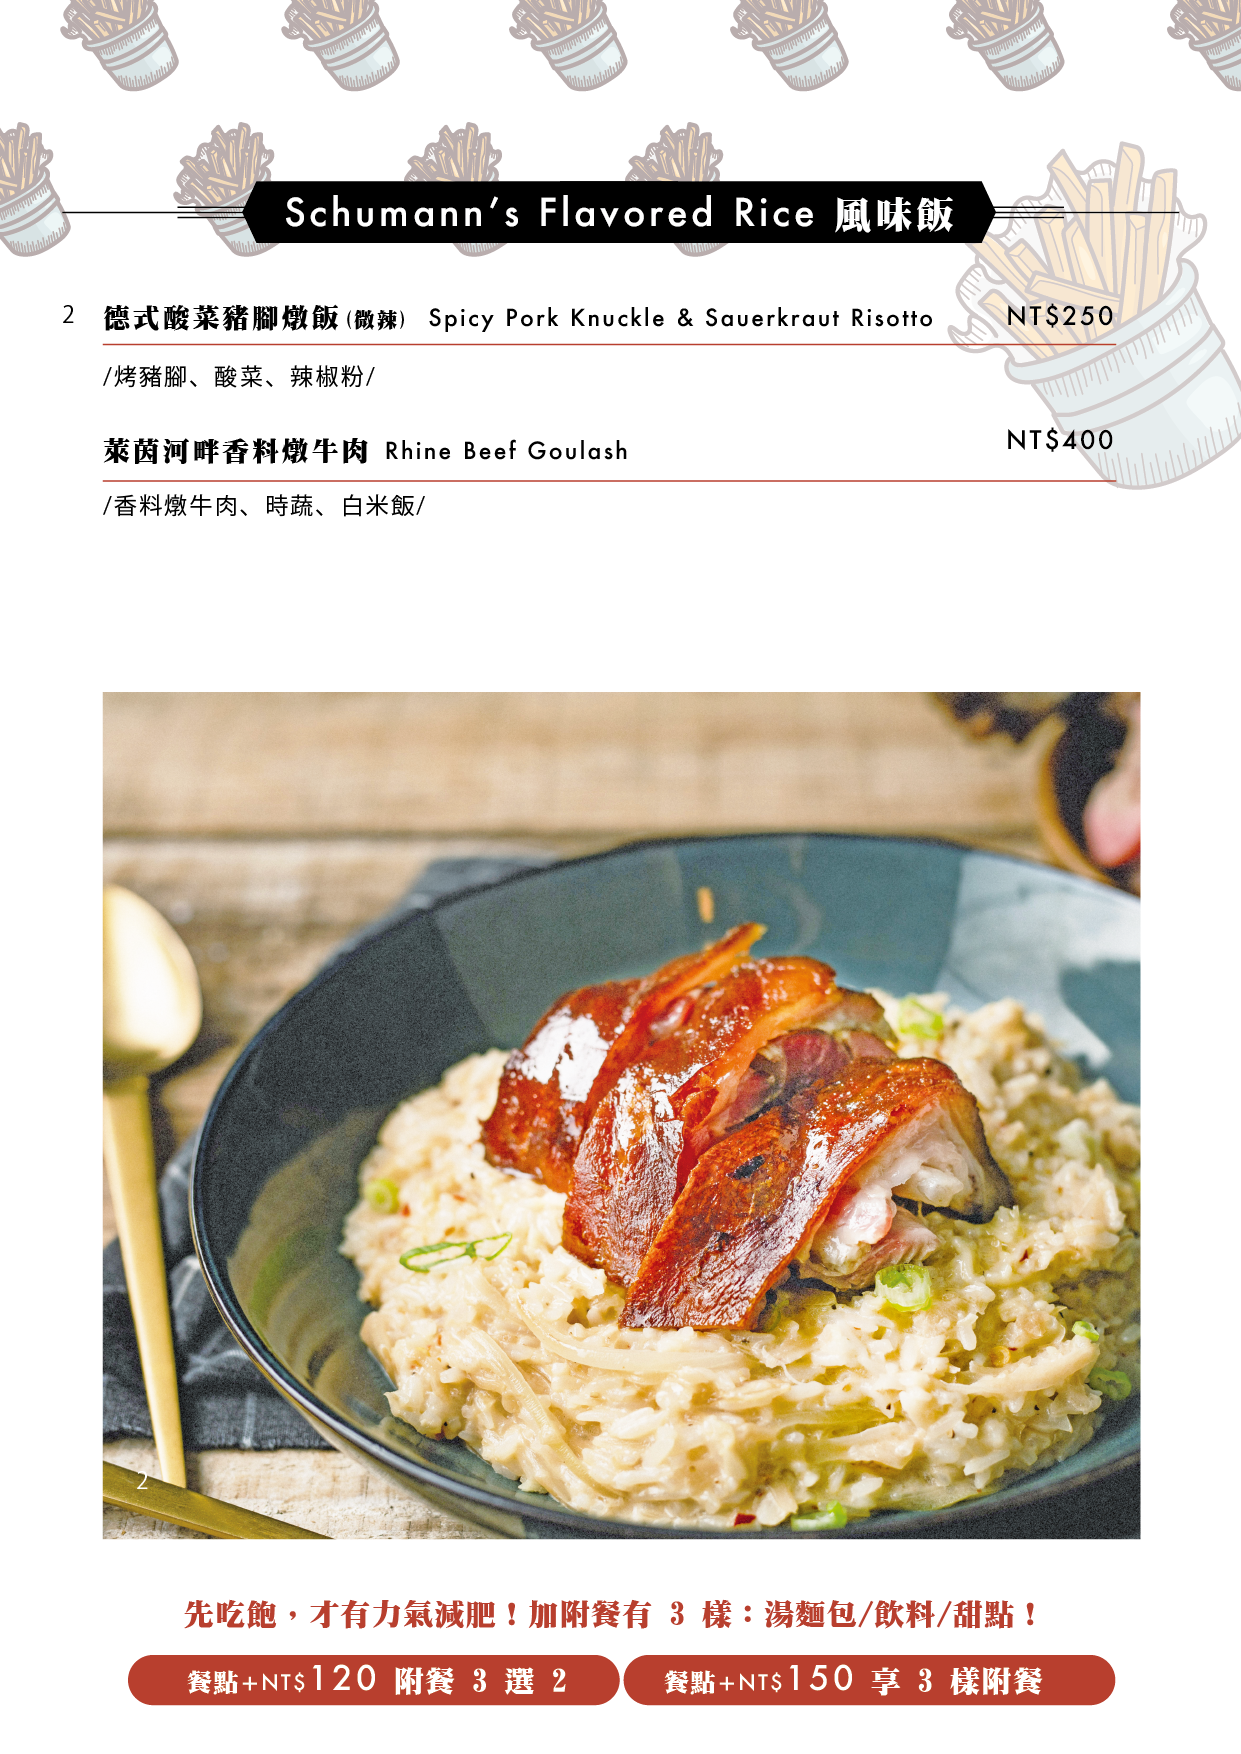 Schumann's Flavored Rice 風味飯
2 德式酸菜豬腳燉飯(微辣) Spicy Pork Knuckle & Sauerkraut Risotto NT$250
/烤豬腳、酸菜、辣椒粉/
萊茵河畔香料燉牛肉 Rhine Beef Goulash NT$400
/香料燉牛肉、時蔬、白米飯/
2
先吃飽，才有力氣減肥！加附餐有 3 樣：湯麵包/飲料/甜點！
餐點+NT$120 附餐 3 選 2
餐點+NT$150 享 3 樣附餐